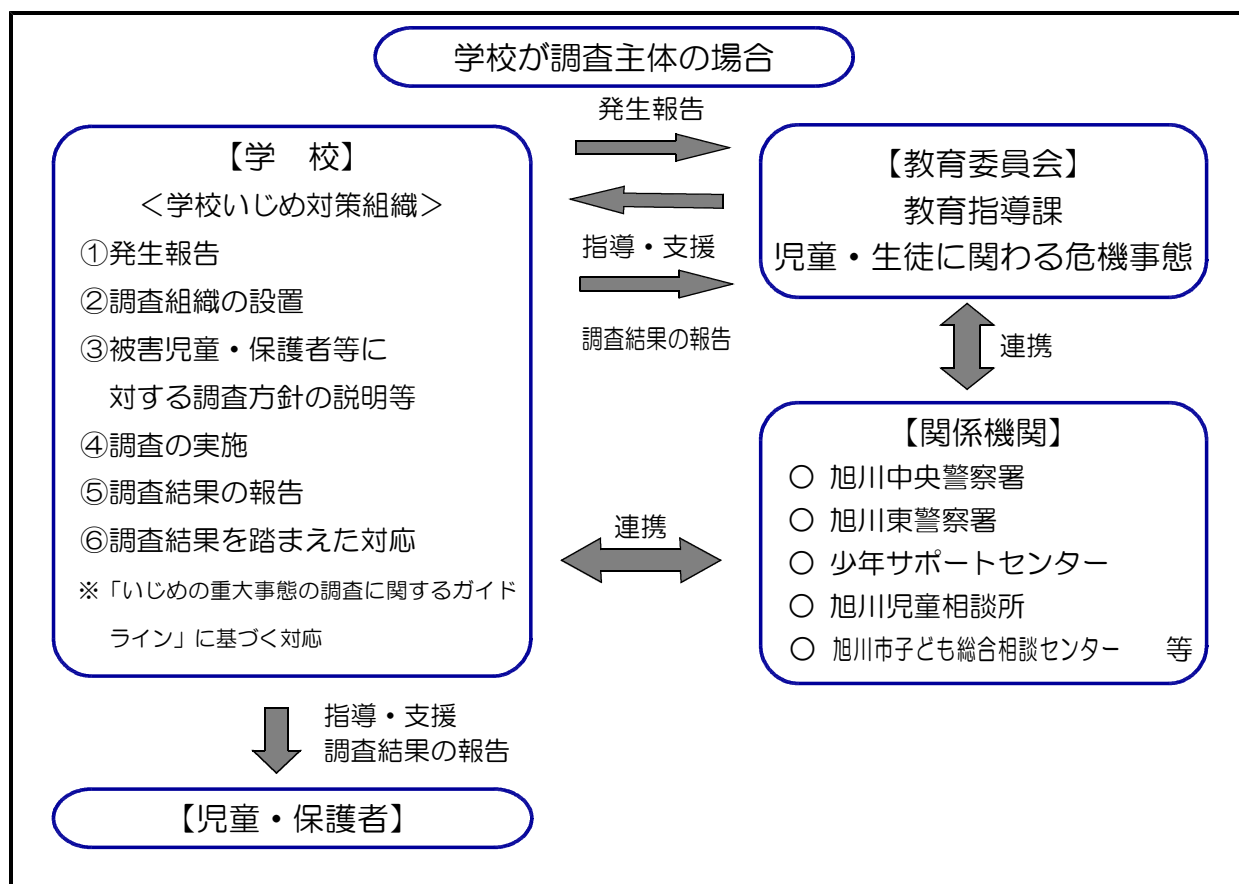 学校が調査主体の場合
【学　校】
＜学校いじめ対策組織＞
①発生報告
②調査組織の設置
③被害児童・保護者等に
対する調査方針の説明等
④調査の実施
⑤調査結果の報告
⑥調査結果を踏まえた対応
※「いじめの重大事態の調査に関するガイド
ライン」に基づく対応
発生報告
指導・支援
調査結果の報告
【教育委員会】
教育指導課
児童・生徒に関わる危機事態
連携
連携
【関係機関】
○ 旭川中央警察署
○ 旭川東警察署
○ 少年サポートセンター
○ 旭川児童相談所
○ 旭川市子ども総合相談センター　等
指導・支援
調査結果の報告
【児童・保護者】